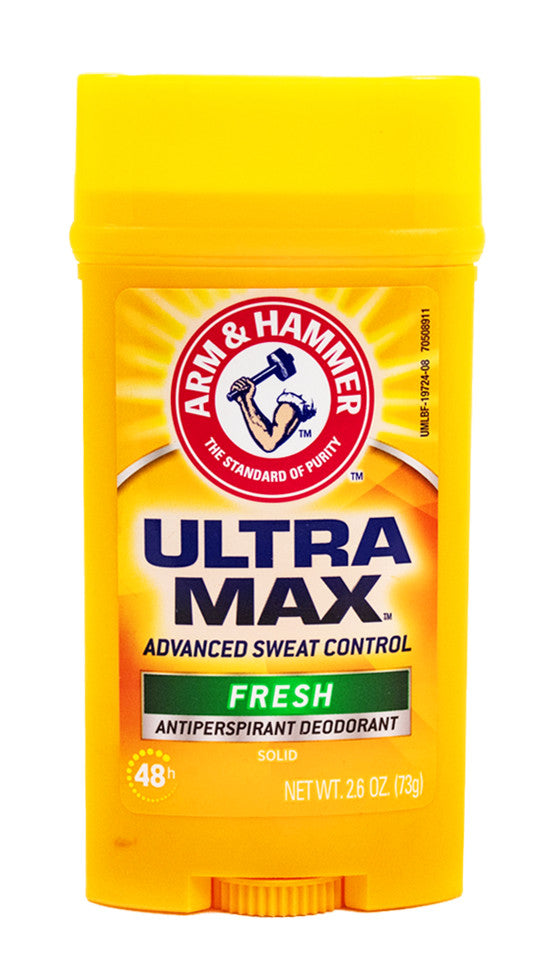 ARM & HAMMER
THE STANDARD OF PURITY
TM
TM
UMLBF-19724-08 70508911
ULTRA
MAX TM
ADVANCED SWEAT CONTROL
FRESH
ANTIPERSPIRANT DEODORANT
SOLID
48h
NET WT. 2.6 OZ. (73g)